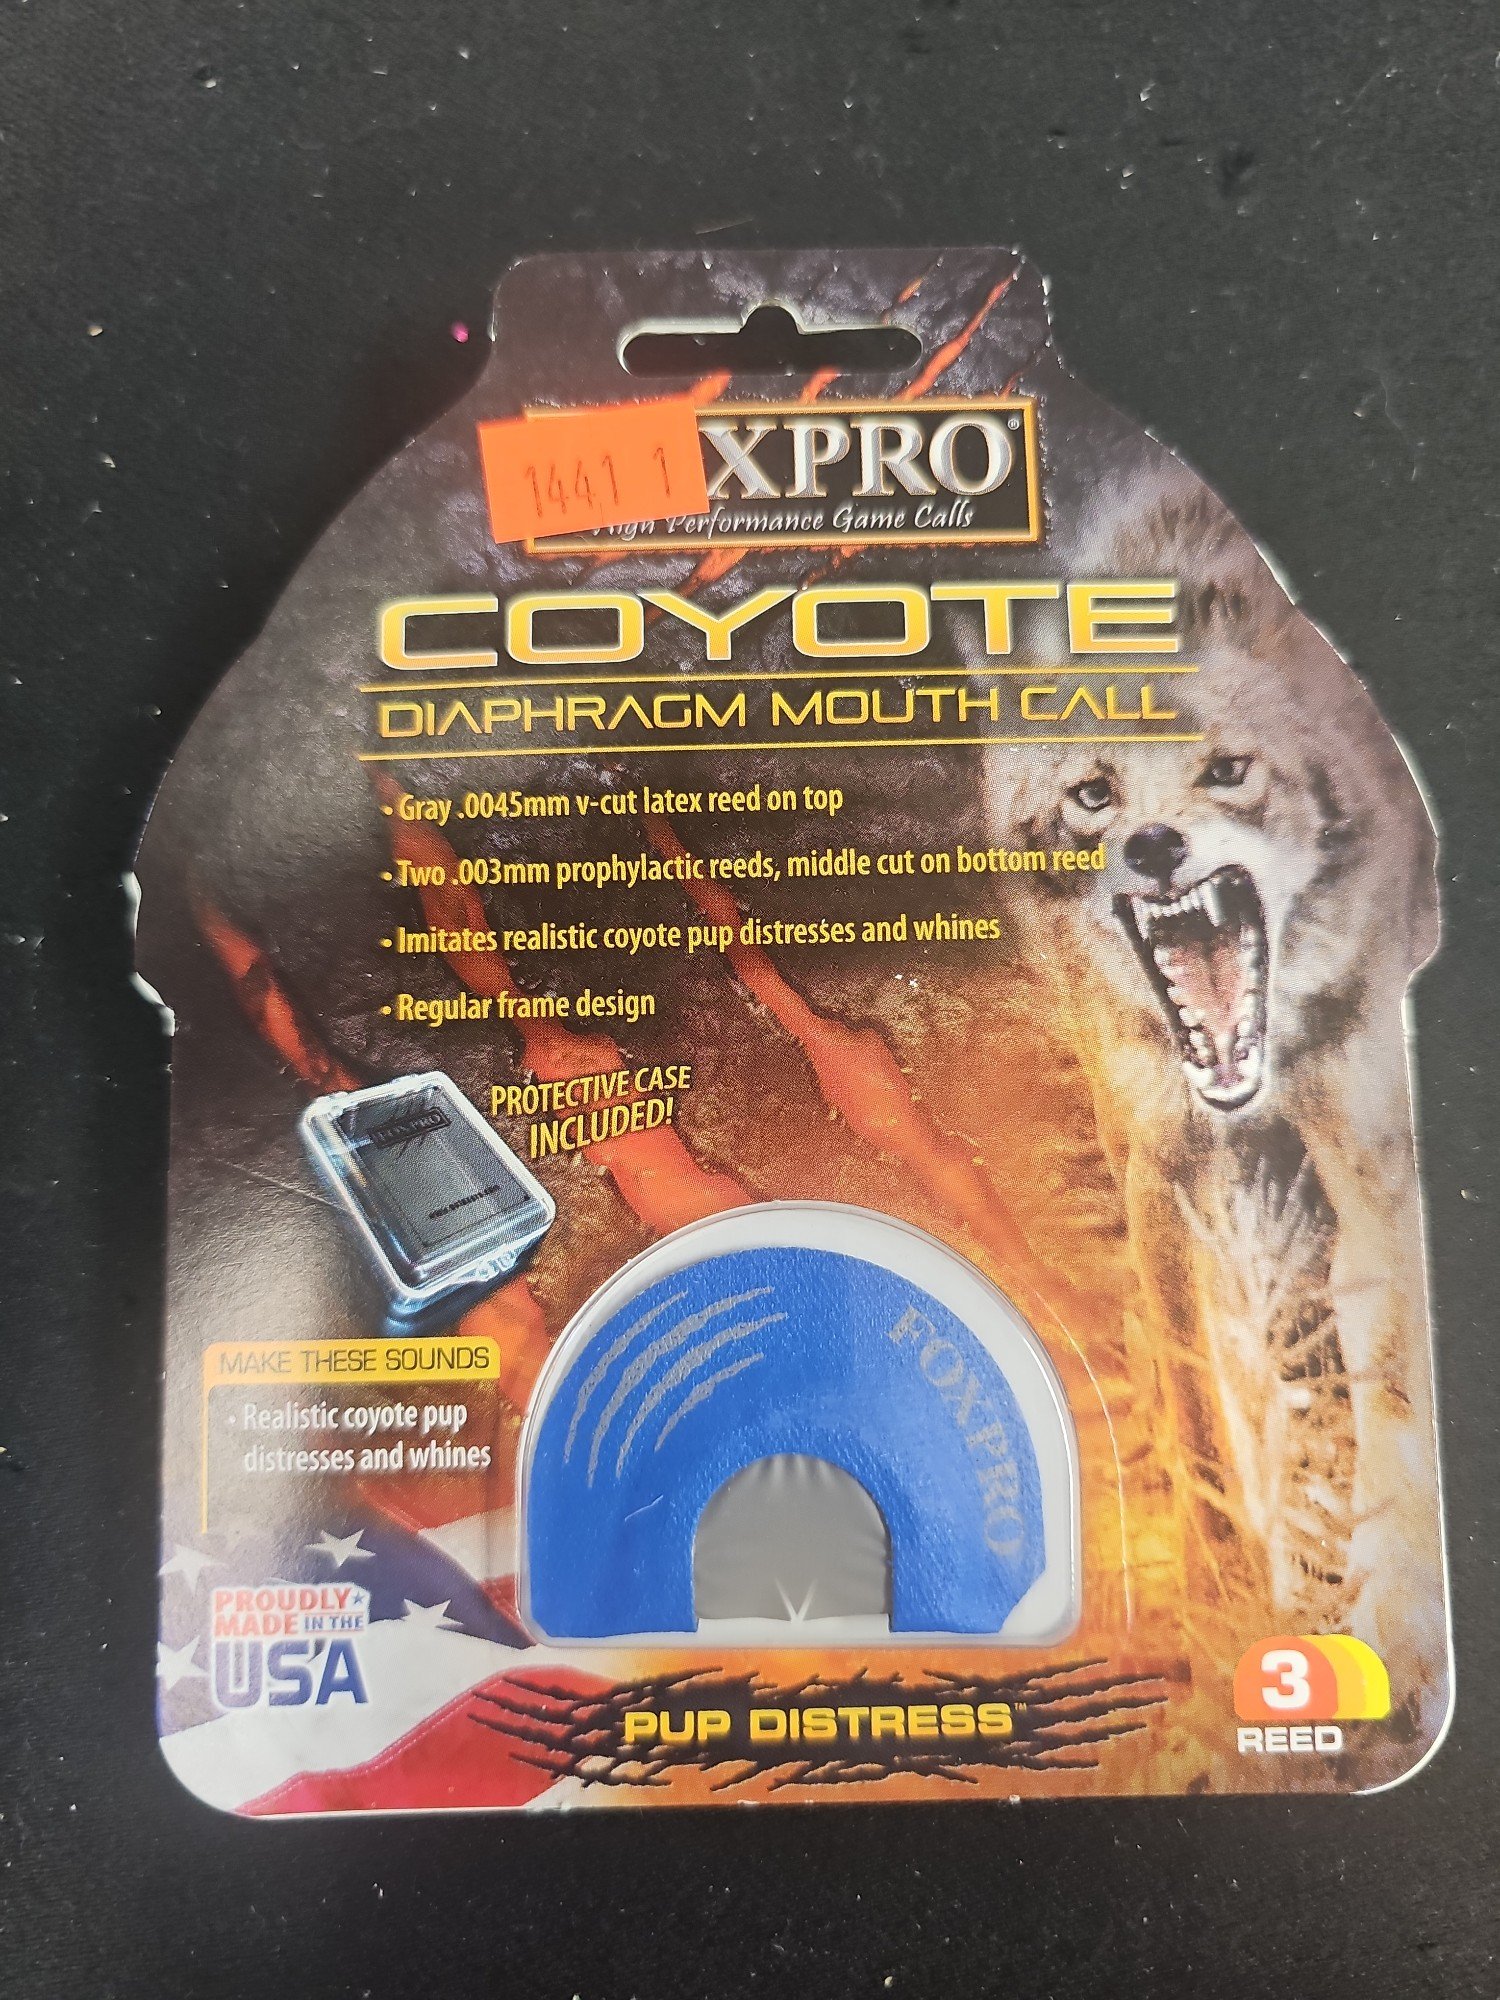 1441 1
XPRO®
High Performance Game Calls
COYOTE
DIAPHRAGM MOUTH CALL
• Gray .0045mm v-cut latex reed on top
• Two .003mm prophylactic reeds, middle cut on bottom reed
• Imitates realistic coyote pup distresses and whines
• Regular frame design
PROTECTIVE CASE
INCLUDED!
FOXPRO
MAKE THESE SOUNDS
• Realistic coyote pup
distresses and whines
FOXPRO
PROUDLY
MADE IN THE
USA
PUP DISTRESS™
3
REED